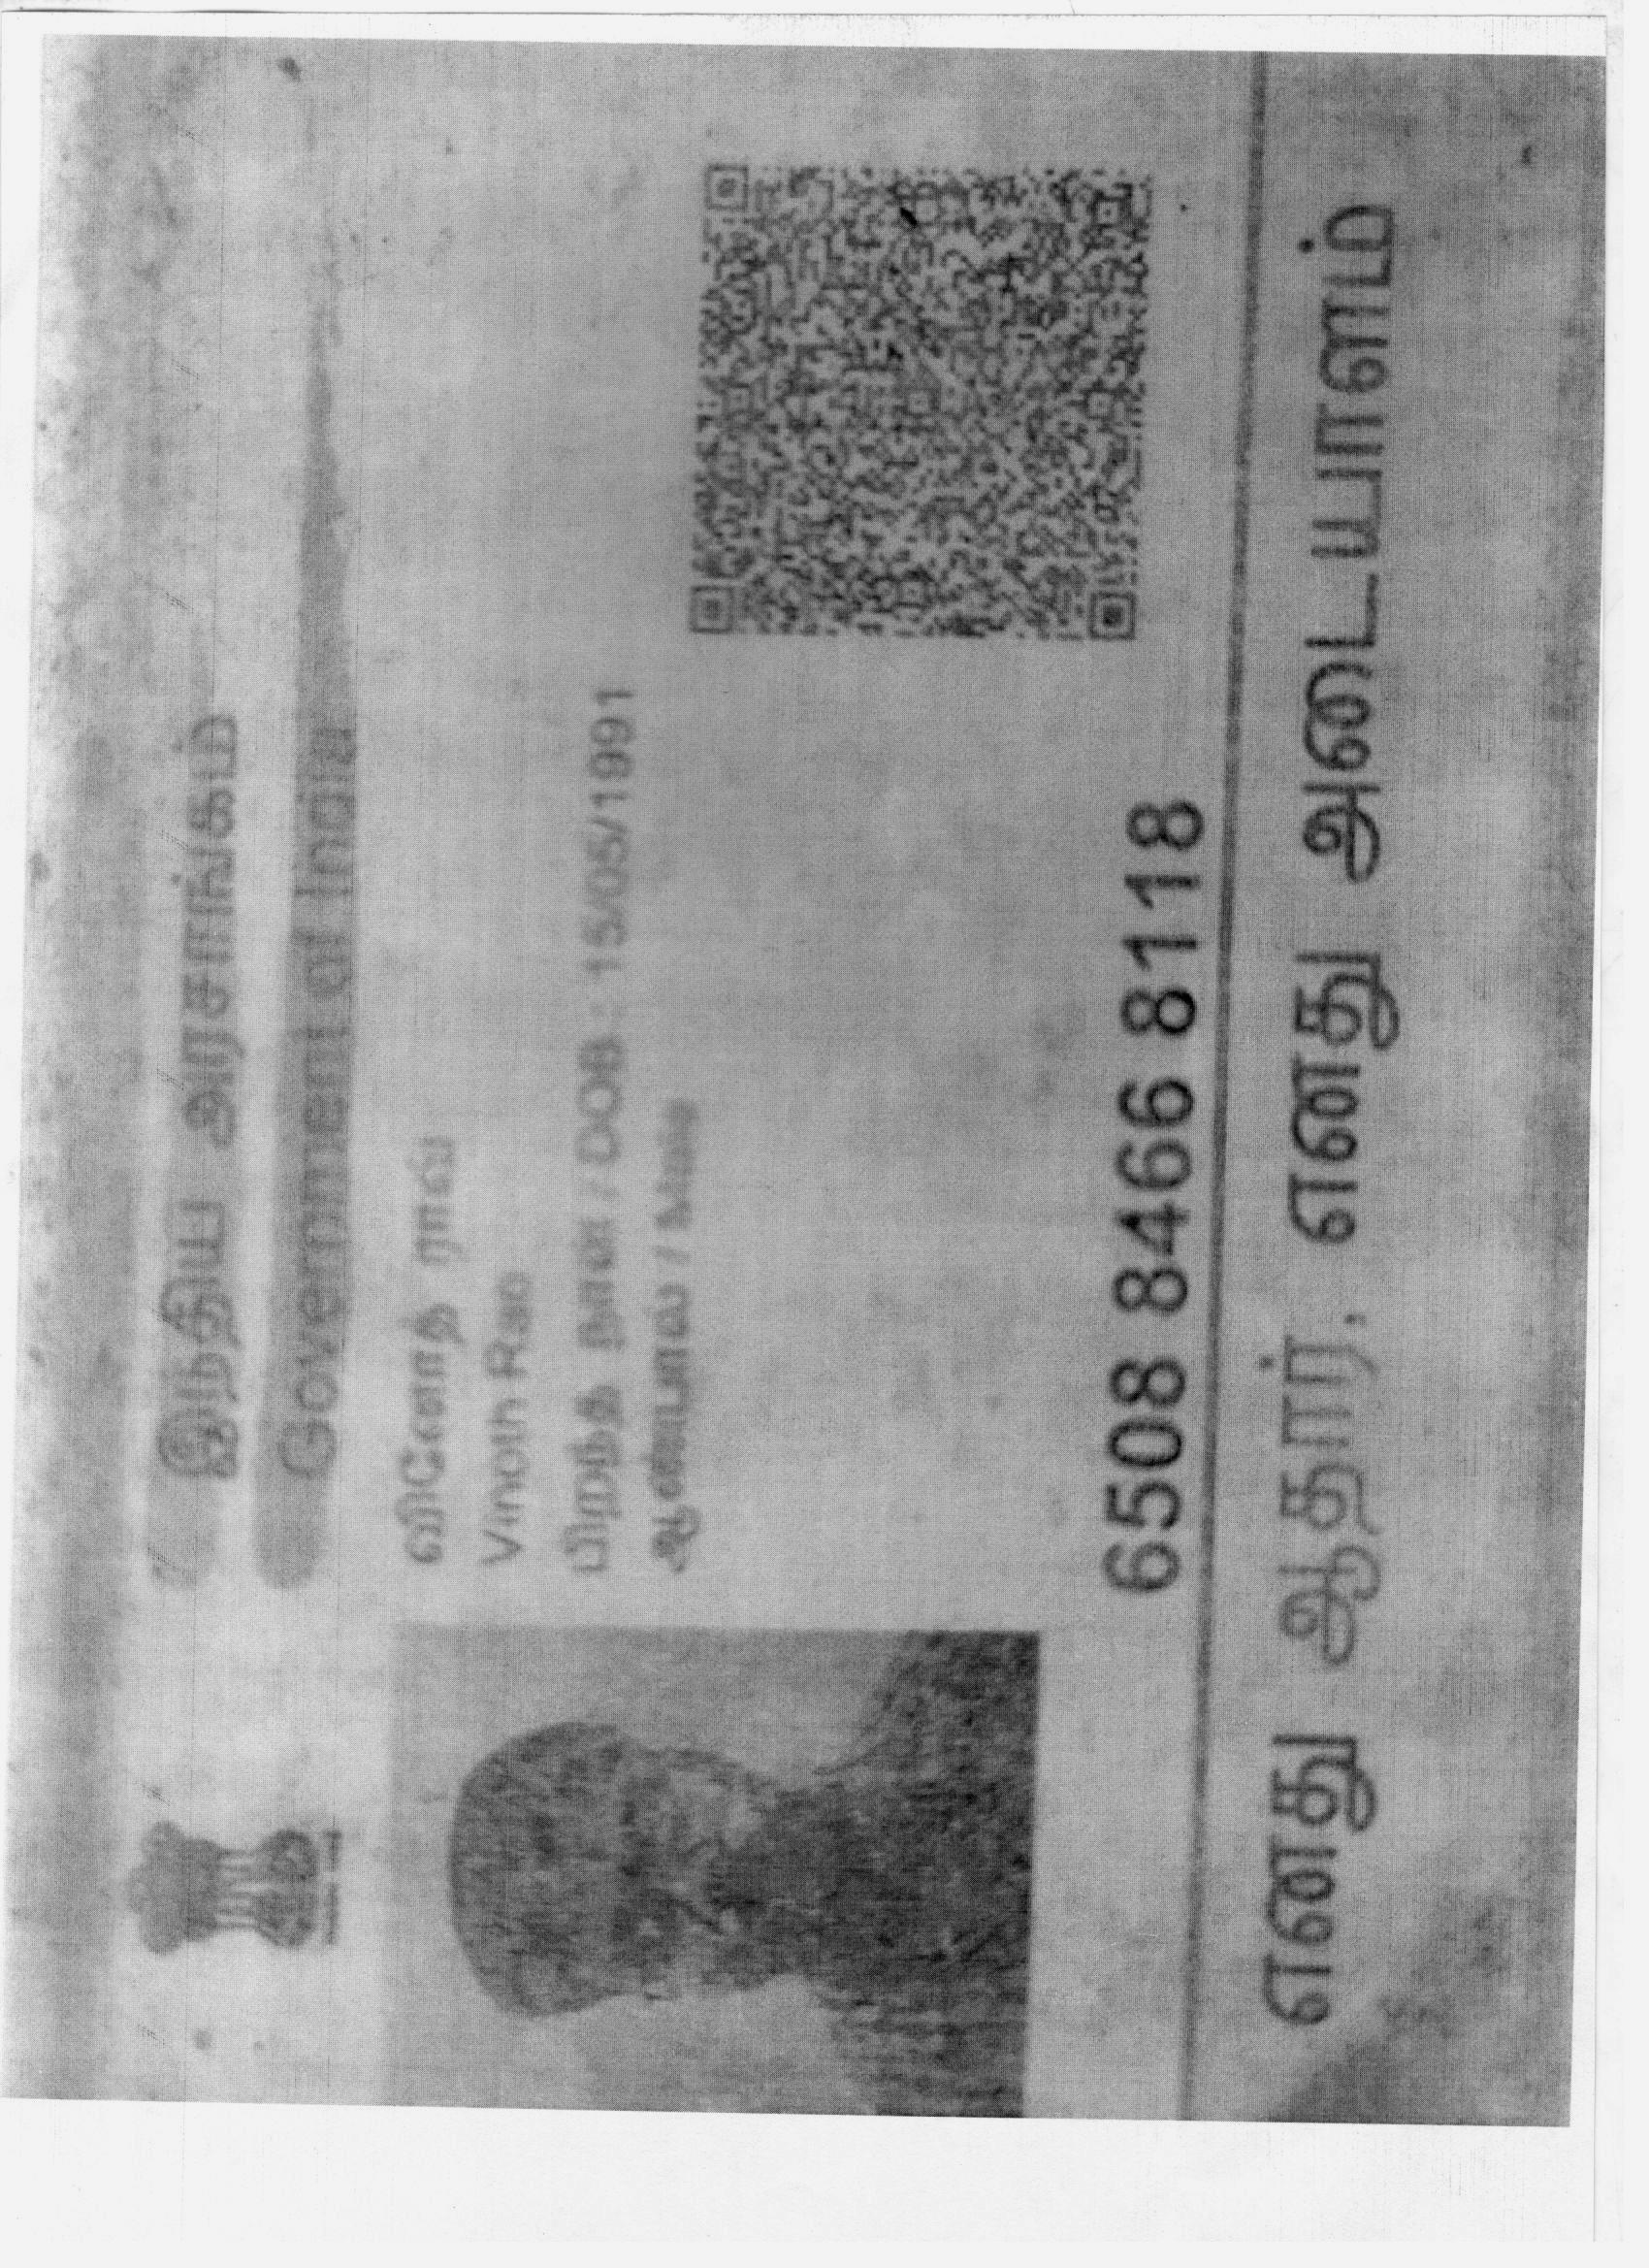 இந்திய அரசாங்கம்
Government of India
வினோத் ராவ்
Vinoth Rao
பிறந்த நாள் / DOB : 15/05/1991
ஆண்பால் / Male
6508 8466 8118
எனது ஆதார், எனது அடையாளம்